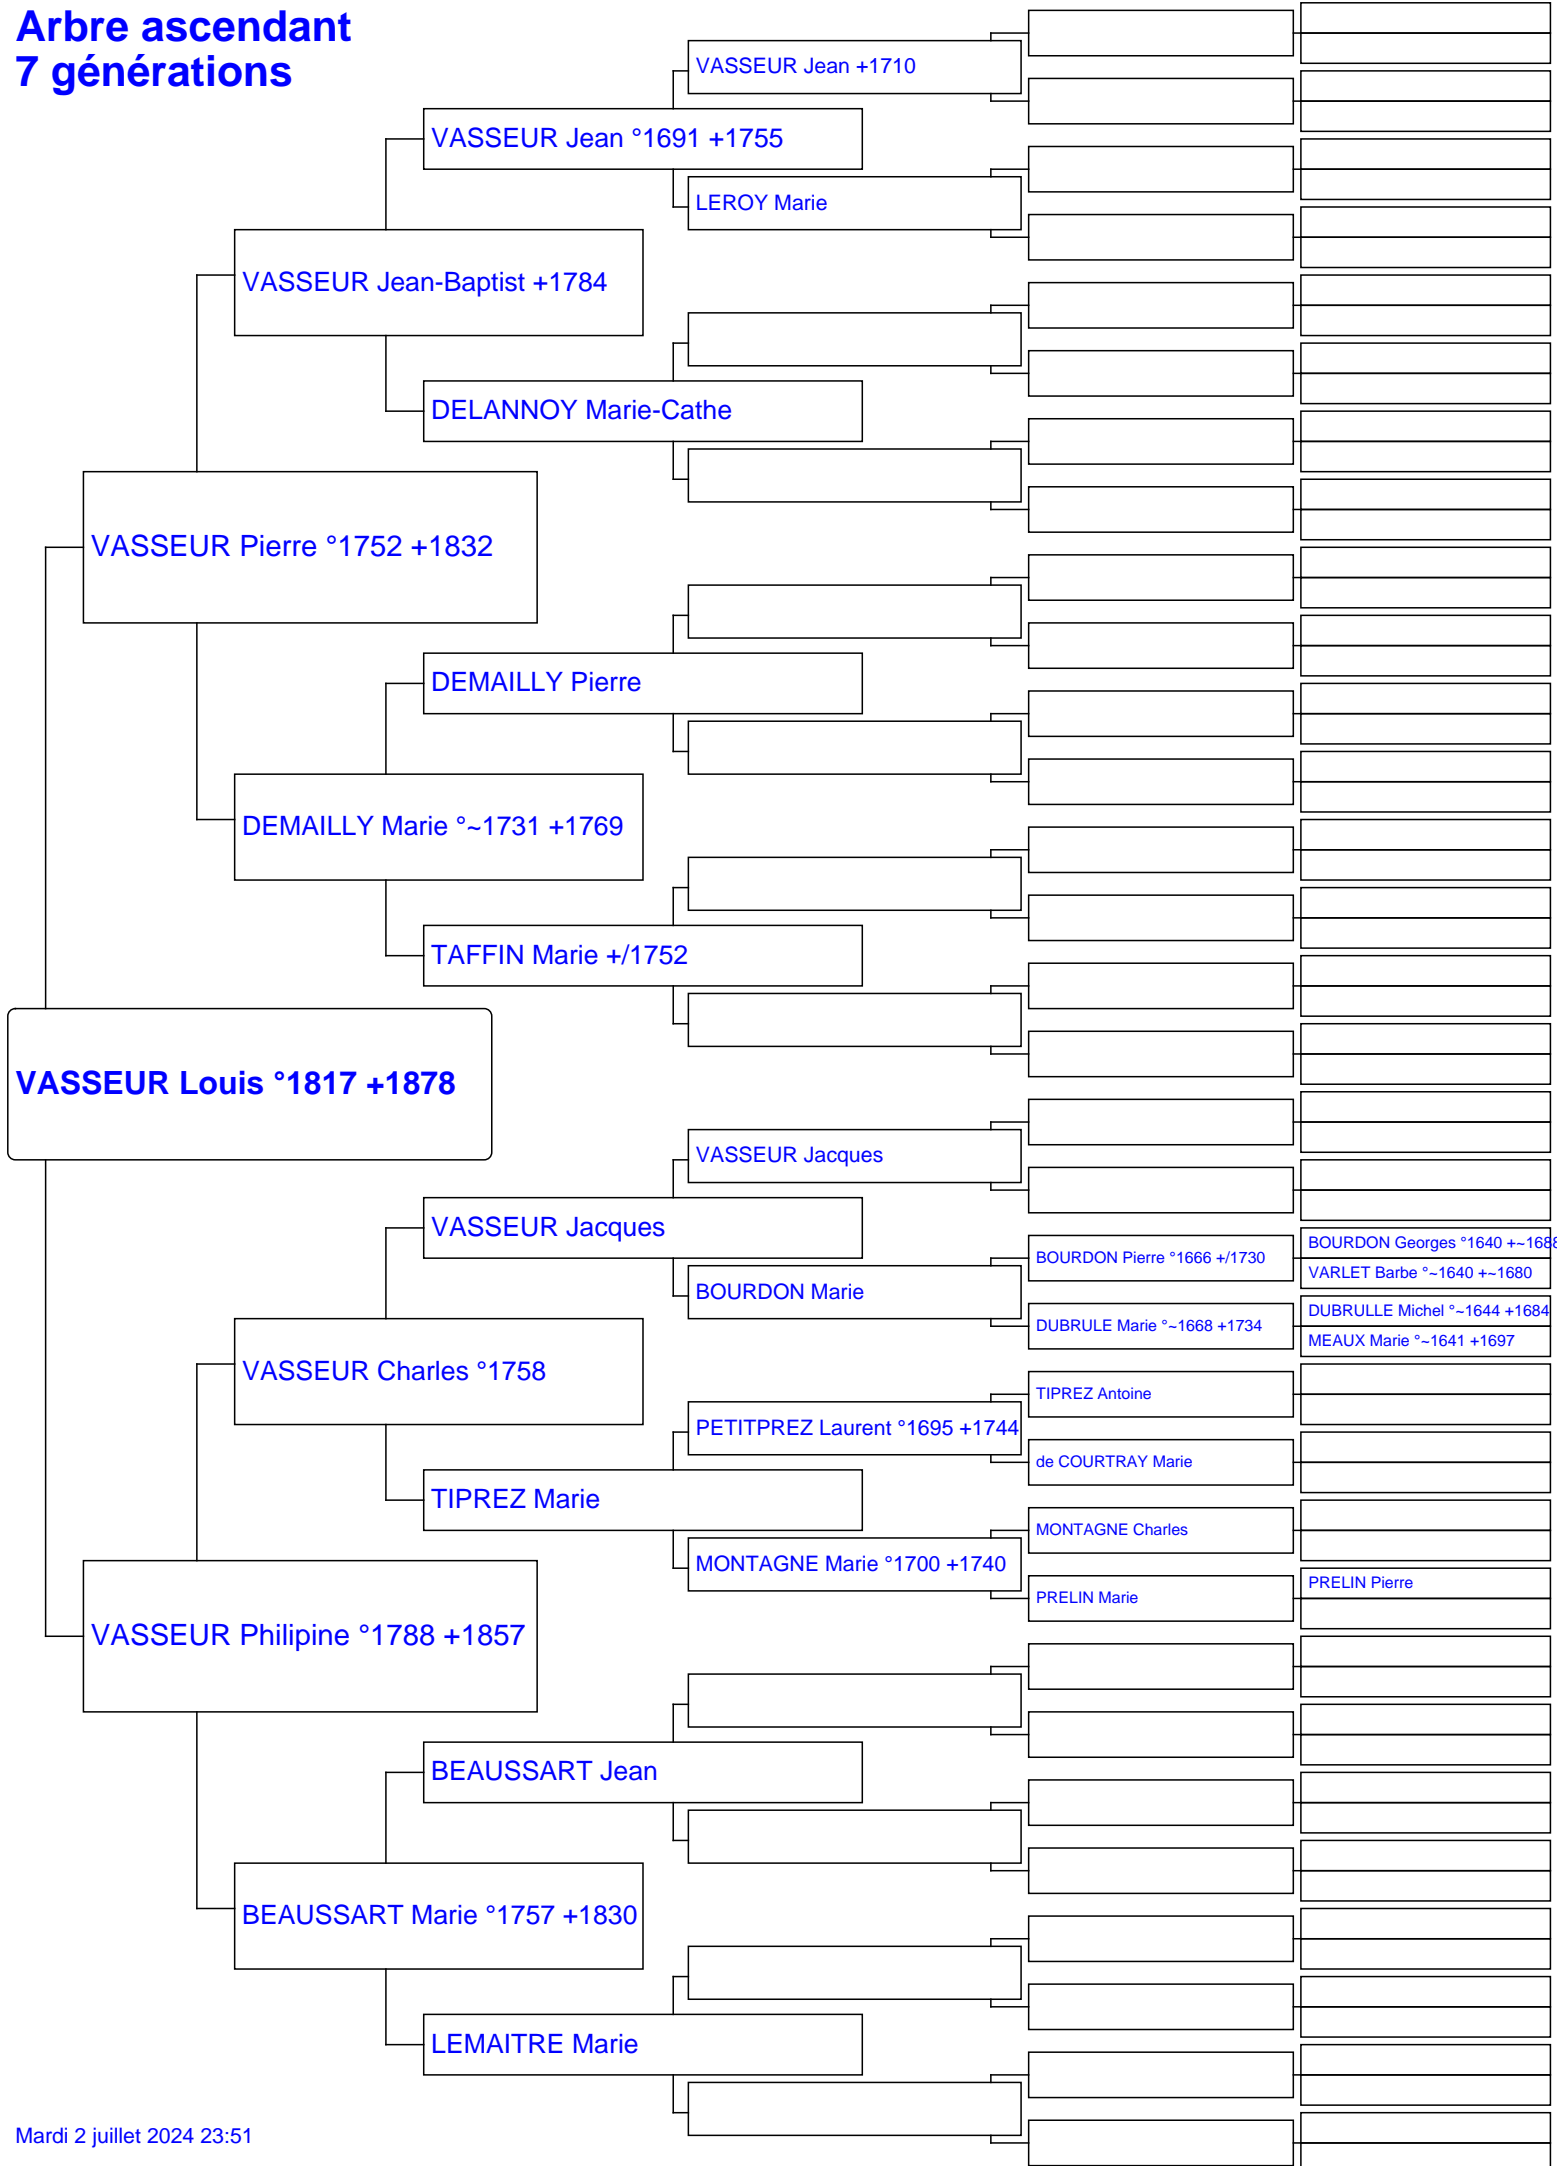 Arbre ascendant
7 générations
VASSEUR Jean +1710
VASSEUR Jean °1691 +1755
LEROY Marie
VASSEUR Jean-Baptist +1784
DELANNOY Marie-Cathe
VASSEUR Pierre °1752 +1832
DEMAILLY Pierre
DEMAILLY Marie °~1731 +1769
TAFFIN Marie +/1752
VASSEUR Louis °1817 +1878
VASSEUR Jacques
VASSEUR Jacques
BOURDON Georges °1640 +~1688
BOURDON Pierre °1666 +/1730
VARLET Barbe °~1640 +~1680
BOURDON Marie
DUBRULLE Michel °~1644 +1684
DUBRULE Marie °~1668 +1734
MEAUX Marie °~1641 +1697
VASSEUR Charles °1758
TIPREZ Antoine
PETITPREZ Laurent °1695 +1744
de COURTRAY Marie
TIPREZ Marie
MONTAGNE Charles
MONTAGNE Marie °1700 +1740
PRELIN Pierre
PRELIN Marie
VASSEUR Philipine °1788 +1857
BEAUSSART Jean
BEAUSSART Marie °1757 +1830
LEMAITRE Marie
Mardi 2 juillet 2024 23:51